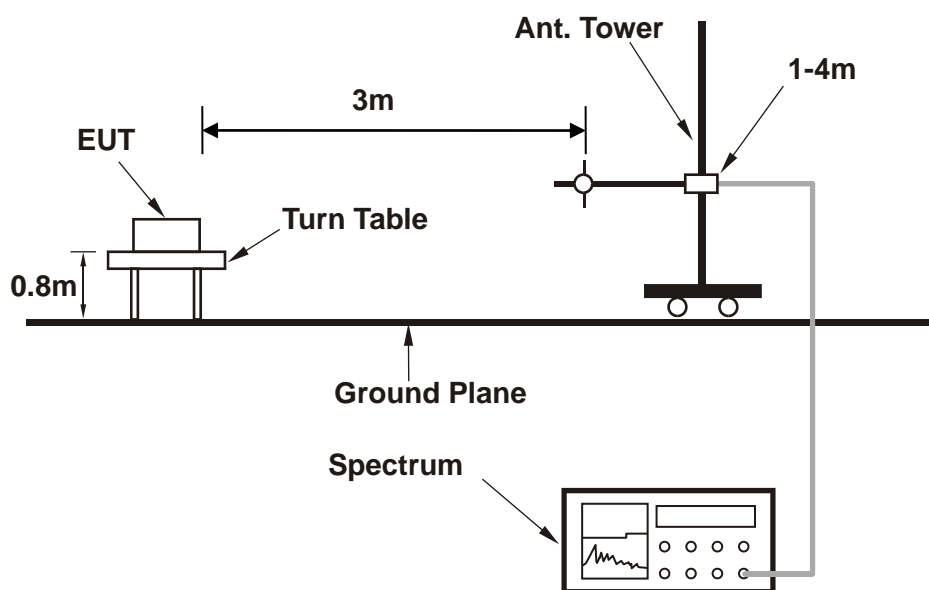 Ant. Tower
1-4m
3m
EUT
Turn Table
0.8m
Ground Plane
Spectrum